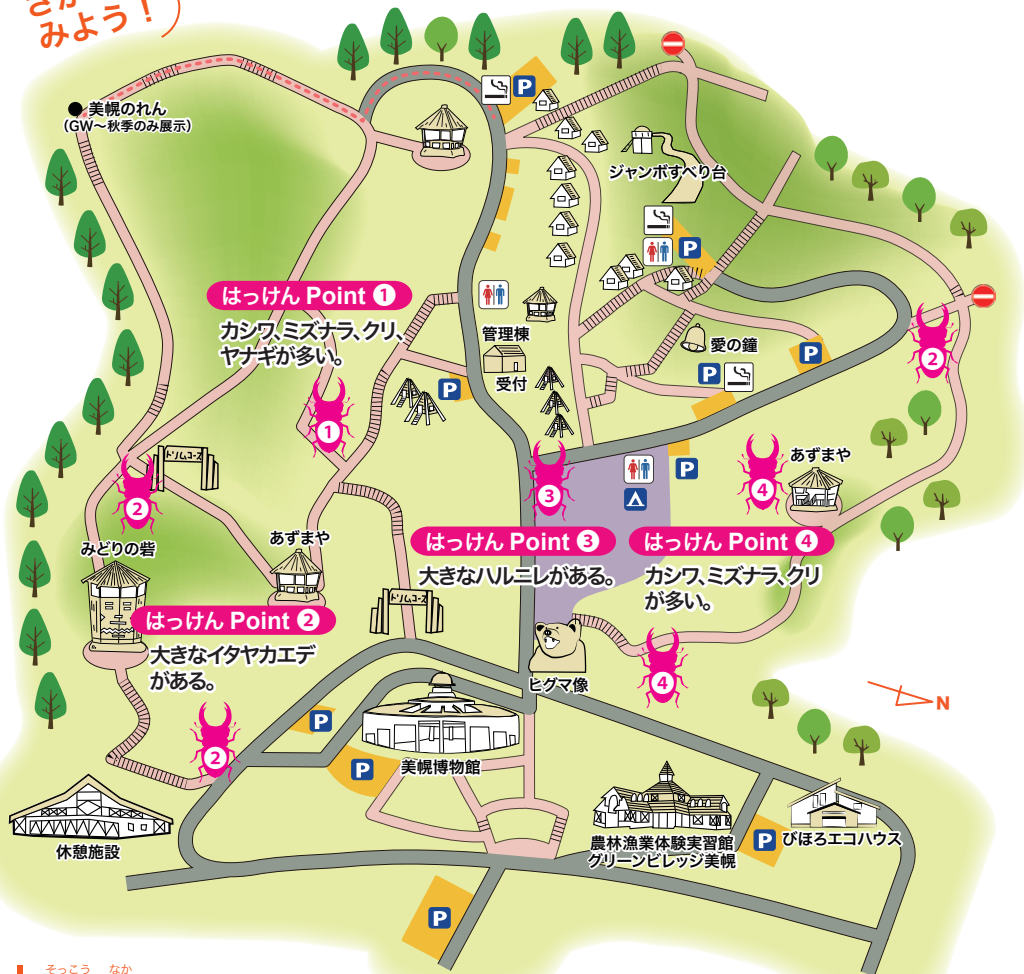 みよう！
美幌のれん
（GW～秋季のみ展示）
P
ジャンボすべり台
P
はっけん Point 1
カシワ、ミズナラ、クリ、
ヤナギが多い。
管理棟
受付
愛の鐘
P
P
P
2
1
トリムコース
3
P
4
あずまや
2
みどりの砦
あずまや
はっけん Point 3
大きなハルニレがある。
はっけん Point 4
カシワ、ミズナラ、クリ
が多い。
トリムコース
はっけん Point 2
大きなイタヤカエデ
がある。
ヒグマ像
4
N
2
P
P
美幌博物館
休憩施設
農林漁業体験実習館
グリーンビレッジ美幌
P
びほろエコハウス
P
そっこう なか